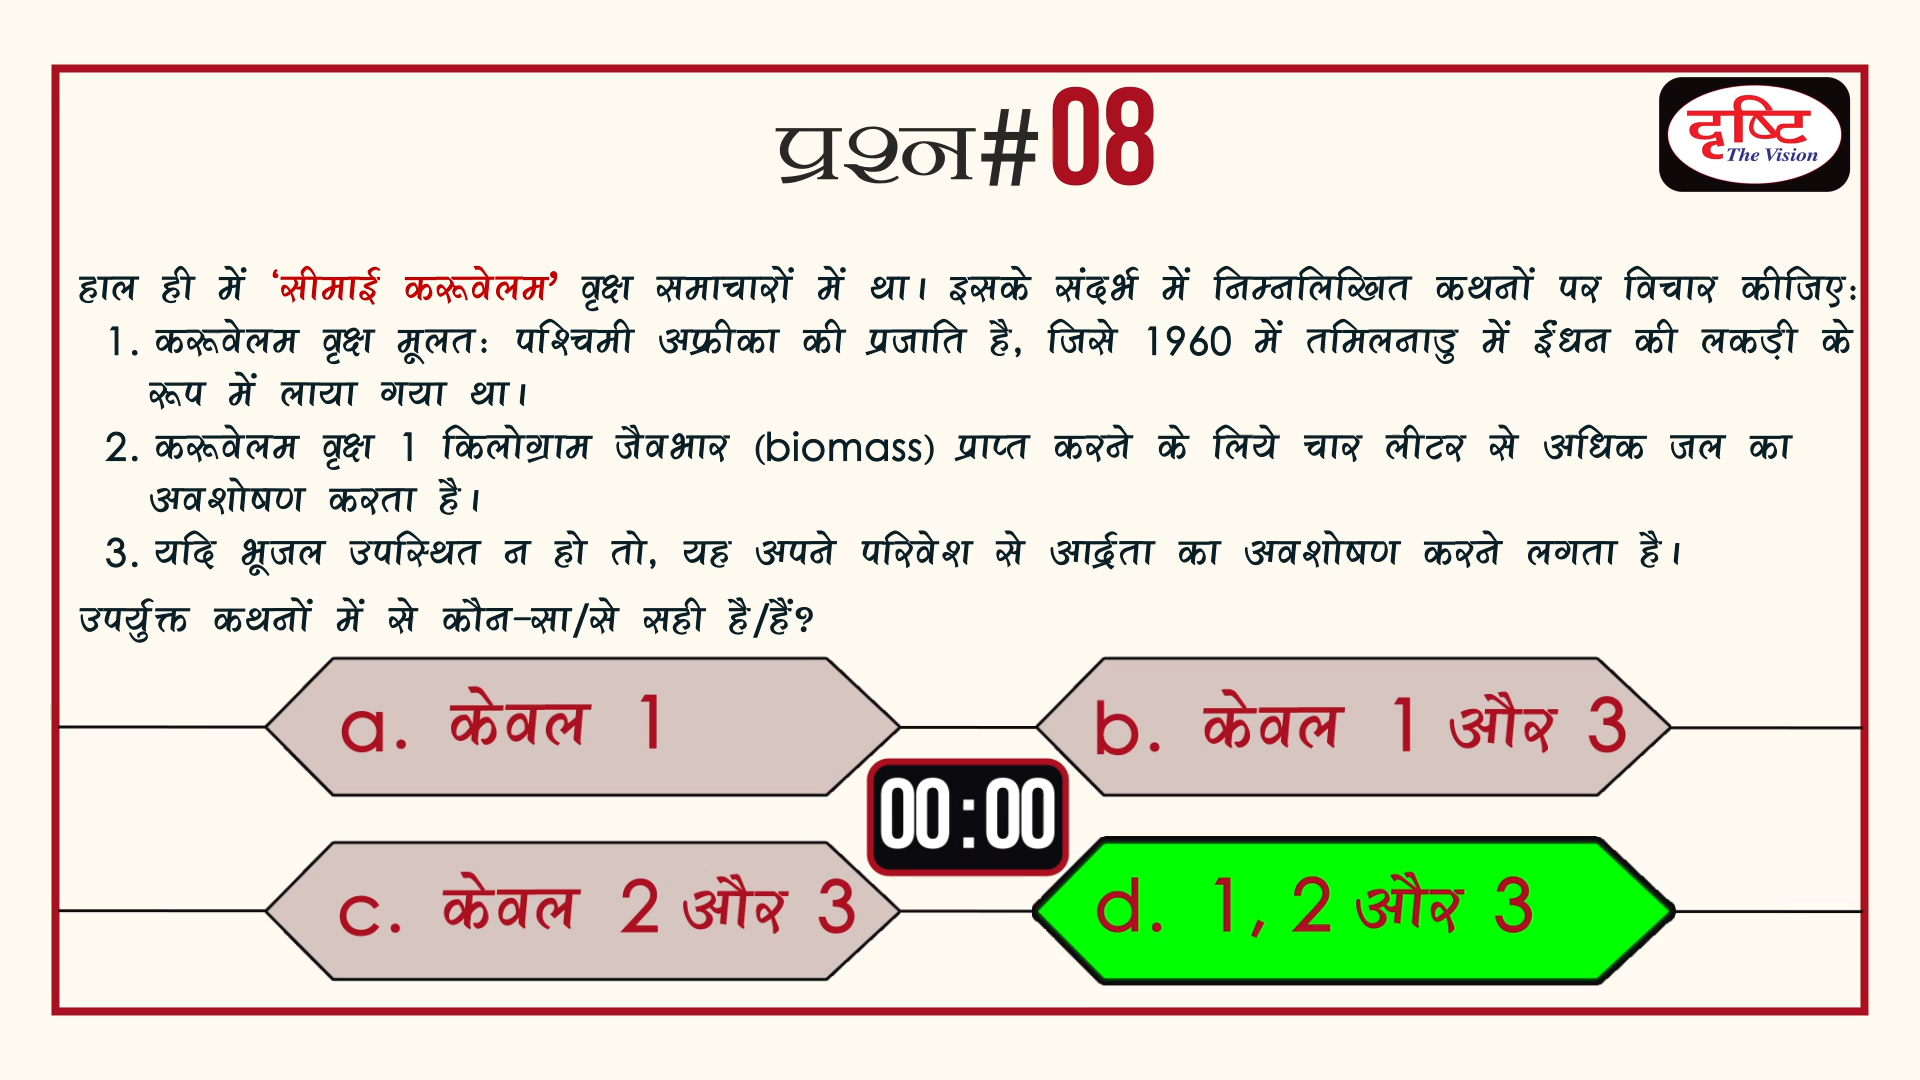 प्रश्न#08
दृष्टि
The Vision
हाल ही में ‘सीमाई करूवेलम’ वृक्ष समाचारों में था। इसके संदर्भ में निम्नलिखित कथनों पर विचार कीजिए:
1. करूवेलम वृक्ष मूलत: पश्चिमी अफ्रीका की प्रजाति है, जिसे 1960 में तमिलनाडु में ईंधन की लकड़ी के
रूप में लाया गया था।
2. करूवेलम वृक्ष 1 किलोग्राम जैवभार (biomass) प्राप्त करने के लिये चार लीटर से अधिक जल का
अवशोषण करता है।
3. यदि भूजल उपस्थित न हो तो, यह अपने परिवेश से आर्द्रता का अवशोषण करने लगता है।
उपर्युक्त कथनों में से कौन-सा/से सही है/हैं?
a. केवल 1
b. केवल 1 और 3
00:00
c. केवल 2 और 3
d. 1, 2 और 3